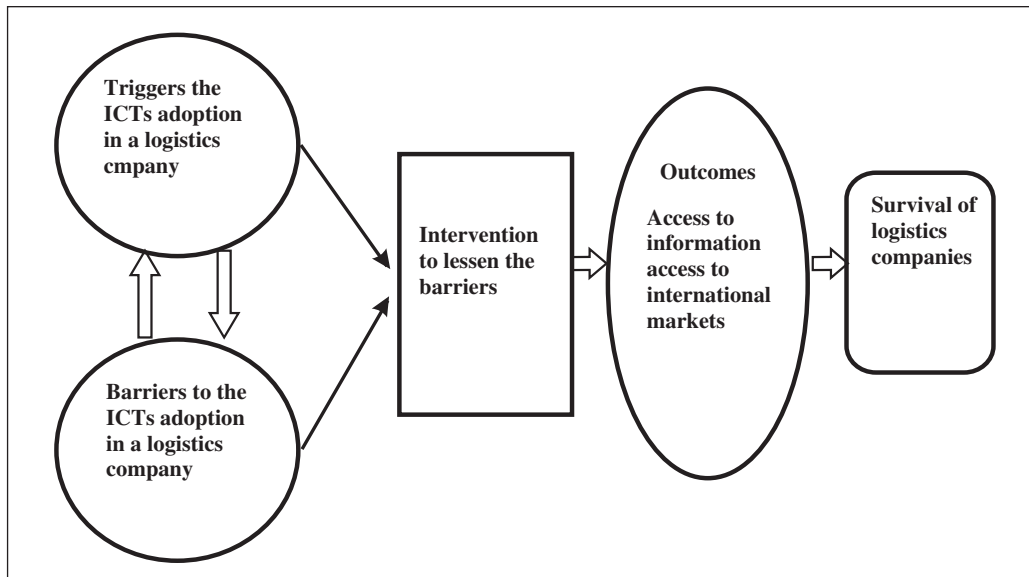 Triggers the
ICTs adoption
in a logistics
cmpany
Barriers to the
ICTs adoption
in a logistics
company
Intervention
to lessen the
barriers
Outcomes
Access to
information
access to
international
markets
Survival of
logistics
companies